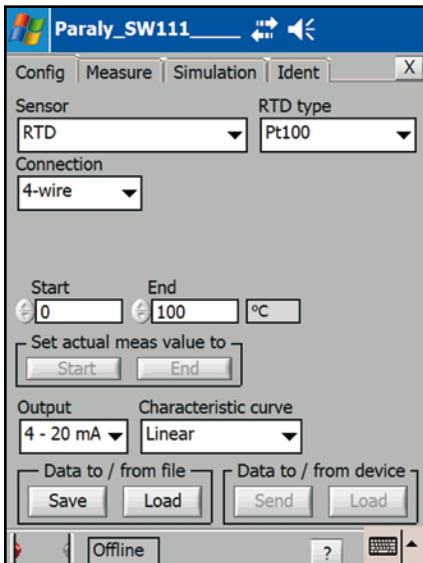 Paraly_SW111____
Config Measure Simulation Ident X
Sensor RTD type
RTD Pt100
Connection
4-wire
Start End
0 100 ºC
Set actual meas value to
Start End
Output Characteristic curve
4 - 20 mA Linear
Data to / from file Data to / from device
Save Load Send Load
Offline ?